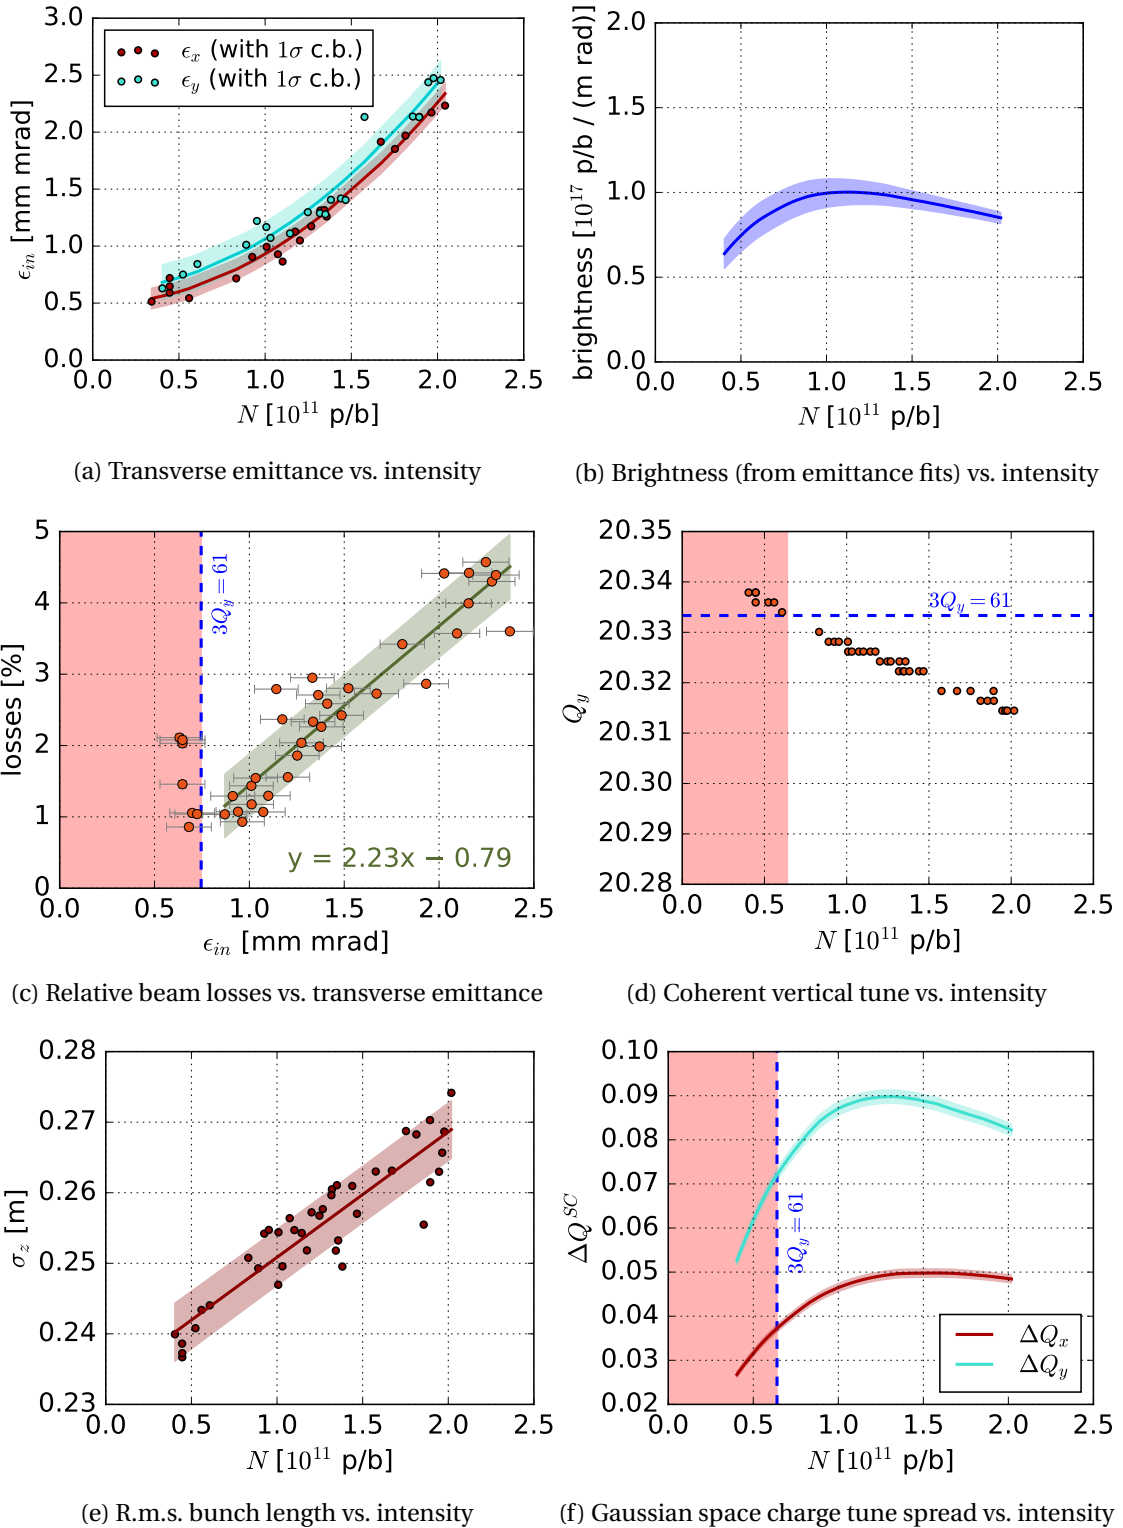 3.0
2.5
2.0
1.5
1.0
0.5
0.0
ϵ_in [mm mrad]
ϵ_x (with 1σ c.b.)
ϵ_y (with 1σ c.b.)
0.0 0.5 1.0 1.5 2.0 2.5
N [10^11 p/b]
(a) Transverse emittance vs. intensity
2.0
1.5
1.0
0.5
0.0
brightness [10^17 p/b / (m rad)]
0.0 0.5 1.0 1.5 2.0 2.5
N [10^11 p/b]
(b) Brightness (from emittance fits) vs. intensity
5
4
3
2
1
0
losses [%]
3Q_y = 61
y = 2.23x − 0.79
0.0 0.5 1.0 1.5 2.0 2.5
ϵ_in [mm mrad]
(c) Relative beam losses vs. transverse emittance
20.35
20.34
20.33
20.32
20.31
20.30
20.29
20.28
Q_y
3Q_y = 61
0.0 0.5 1.0 1.5 2.0 2.5
N [10^11 p/b]
(d) Coherent vertical tune vs. intensity
0.28
0.27
0.26
0.25
0.24
0.23
σ_z [m]
0.0 0.5 1.0 1.5 2.0 2.5
N [10^11 p/b]
(e) R.m.s. bunch length vs. intensity
0.10
0.09
0.08
0.07
0.06
0.05
0.04
0.03
0.02
ΔQ^SC
3Q_y = 61
ΔQ_x
ΔQ_y
0.0 0.5 1.0 1.5 2.0 2.5
N [10^11 p/b]
(f) Gaussian space charge tune spread vs. intensity